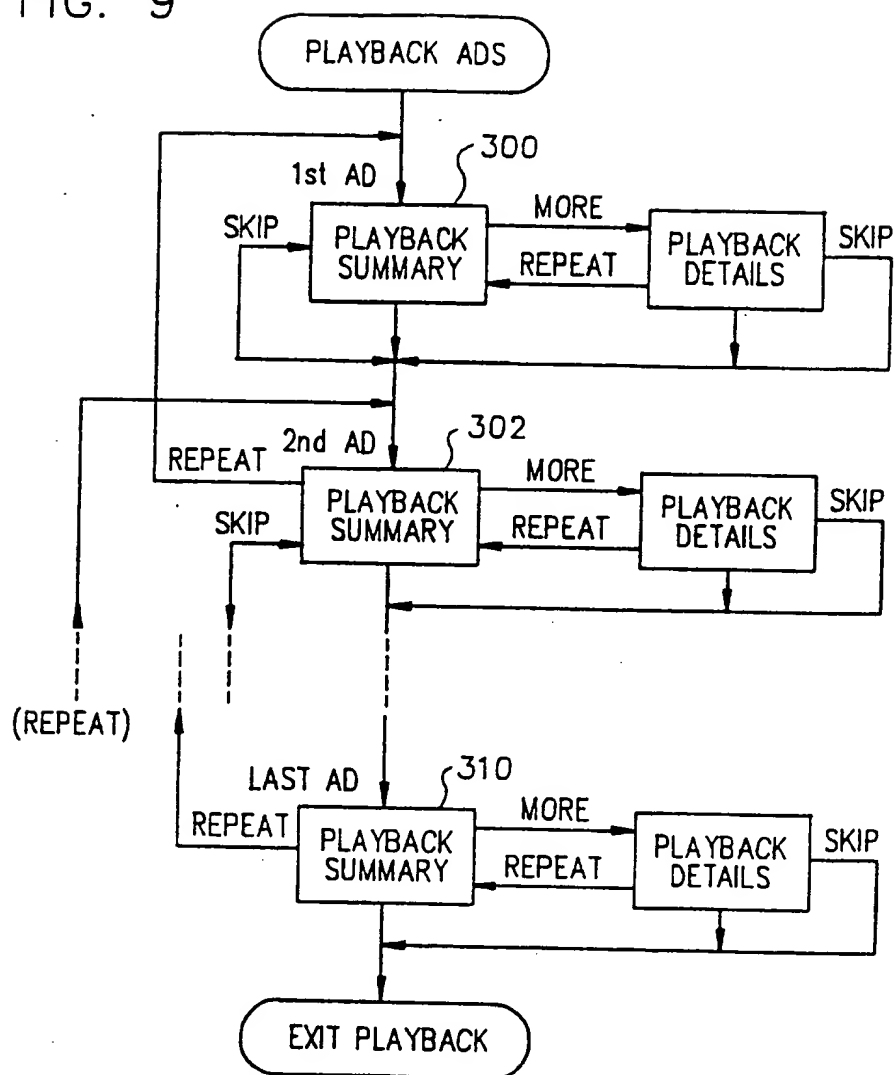 FIG. 9
PLAYBACK ADS
300
1st AD
MORE
SKIP
PLAYBACK
SUMMARY
REPEAT
PLAYBACK
DETAILS
SKIP
302
2nd AD
REPEAT
MORE
SKIP
PLAYBACK
SUMMARY
REPEAT
PLAYBACK
DETAILS
SKIP
(REPEAT)
310
LAST AD
MORE
REPEAT
PLAYBACK
SUMMARY
REPEAT
PLAYBACK
DETAILS
SKIP
EXIT PLAYBACK